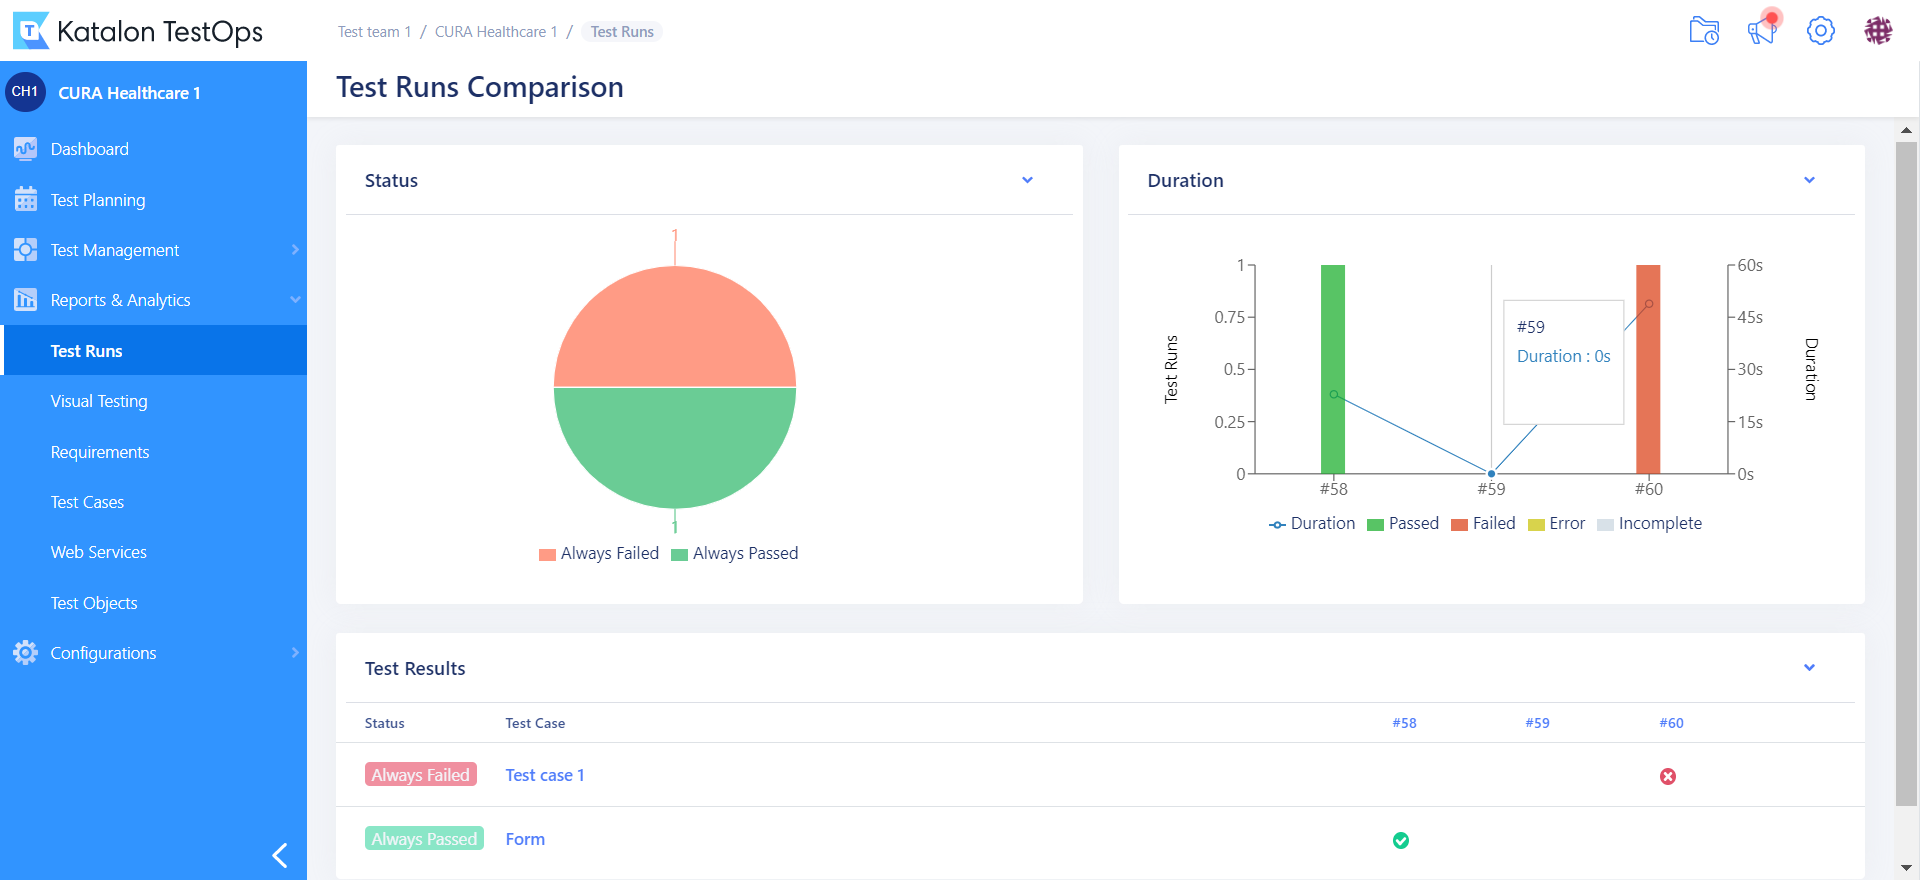 Katalon TestOps
Test team 1 / CURA Healthcare 1 / Test Runs
CH1 CURA Healthcare 1
Dashboard
Test Planning
Test Management
Reports & Analytics
Test Runs
Visual Testing
Requirements
Test Cases
Web Services
Test Objects
Configurations
Test Runs Comparison
Status
1
1
Always Failed Always Passed
Duration
1
0.75
0.5
0.25
0
Test Runs
60s
45s
30s
15s
0s
Duration
#59
Duration : 0s
#58 #59 #60
Duration Passed Failed Error Incomplete
Test Results
Status Test Case #58 #59 #60
Always Failed Test case 1
Always Passed Form